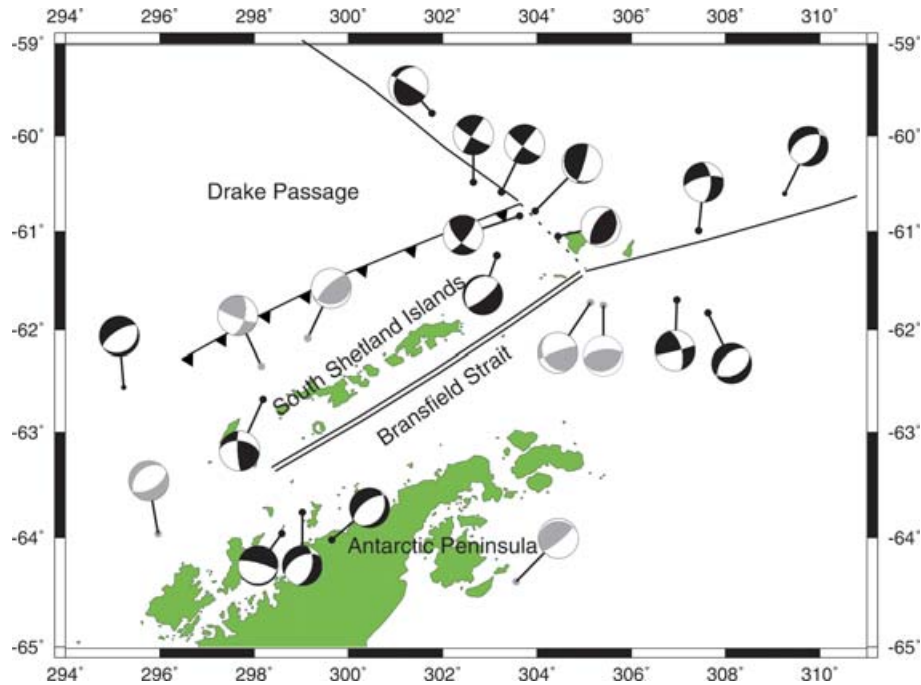 294˚ 296˚ 298˚ 300˚ 302˚ 304˚ 306˚ 308˚ 310˚
-59˚ -59˚
-60˚ -60˚
Drake Passage
-61˚ -61˚
-62˚ -62˚
South Shetland Islands
Bransfield Strait
-63˚ -63˚
-64˚ -64˚
Antarctic Peninsula
-65˚ -65˚
294˚ 296˚ 298˚ 300˚ 302˚ 304˚ 306˚ 308˚ 310˚